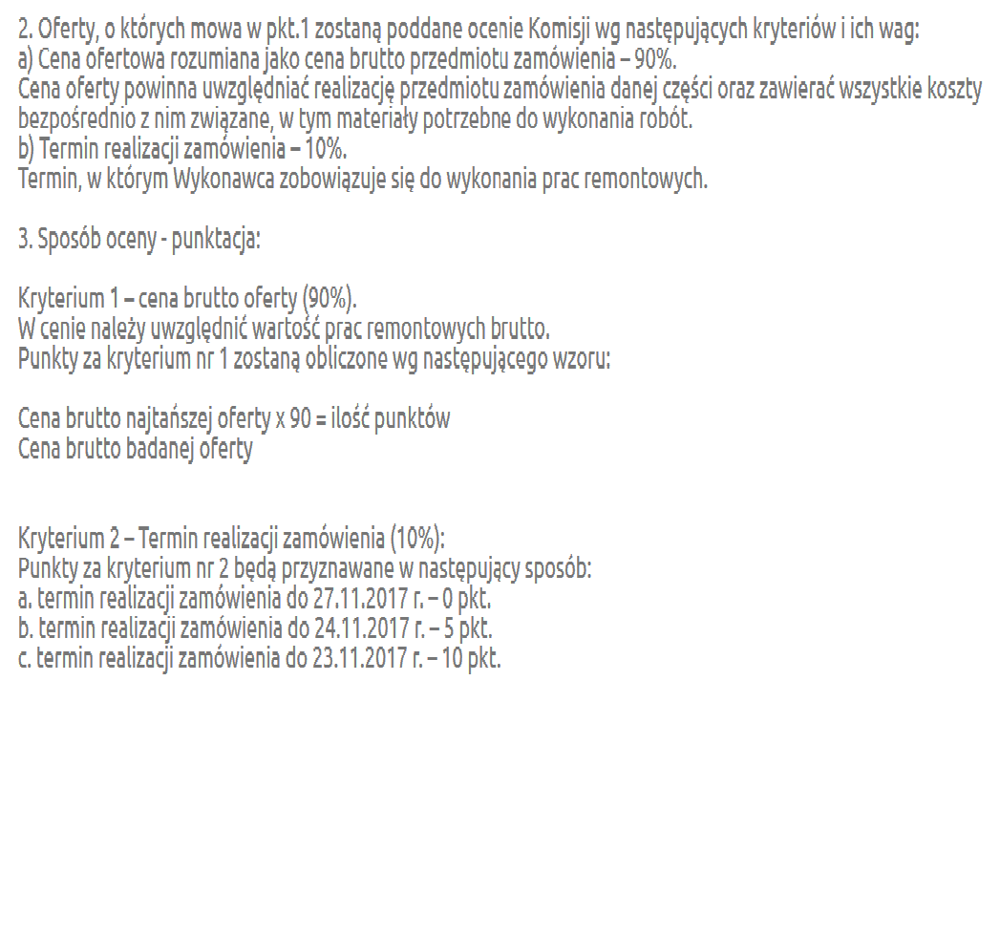 2. Oferty, o których mowa w pkt.1 zostaną poddane ocenie Komisji wg następujących kryteriów i ich wag:
a) Cena ofertowa rozumiana jako cena brutto przedmiotu zamówienia – 90%.
Cena oferty powinna uwzględniać realizację przedmiotu zamówienia danej części oraz zawierać wszystkie koszty
bezpośrednio z nim związane, w tym materiały potrzebne do wykonania robót.
b) Termin realizacji zamówienia – 10%.
Termin, w którym Wykonawca zobowiązuje się do wykonania prac remontowych.
3. Sposób oceny - punktacja:
Kryterium 1 – cena brutto oferty (90%).
W cenie należy uwzględnić wartość prac remontowych brutto.
Punkty za kryterium nr 1 zostaną obliczone wg następującego wzoru:
Cena brutto najtańszej oferty x 90 = ilość punktów
Cena brutto badanej oferty
Kryterium 2 – Termin realizacji zamówienia (10%):
Punkty za kryterium nr 2 będą przyznawane w następujący sposób:
a. termin realizacji zamówienia do 27.11.2017 r. – 0 pkt.
b. termin realizacji zamówienia do 24.11.2017 r. – 5 pkt.
c. termin realizacji zamówienia do 23.11.2017 r. – 10 pkt.